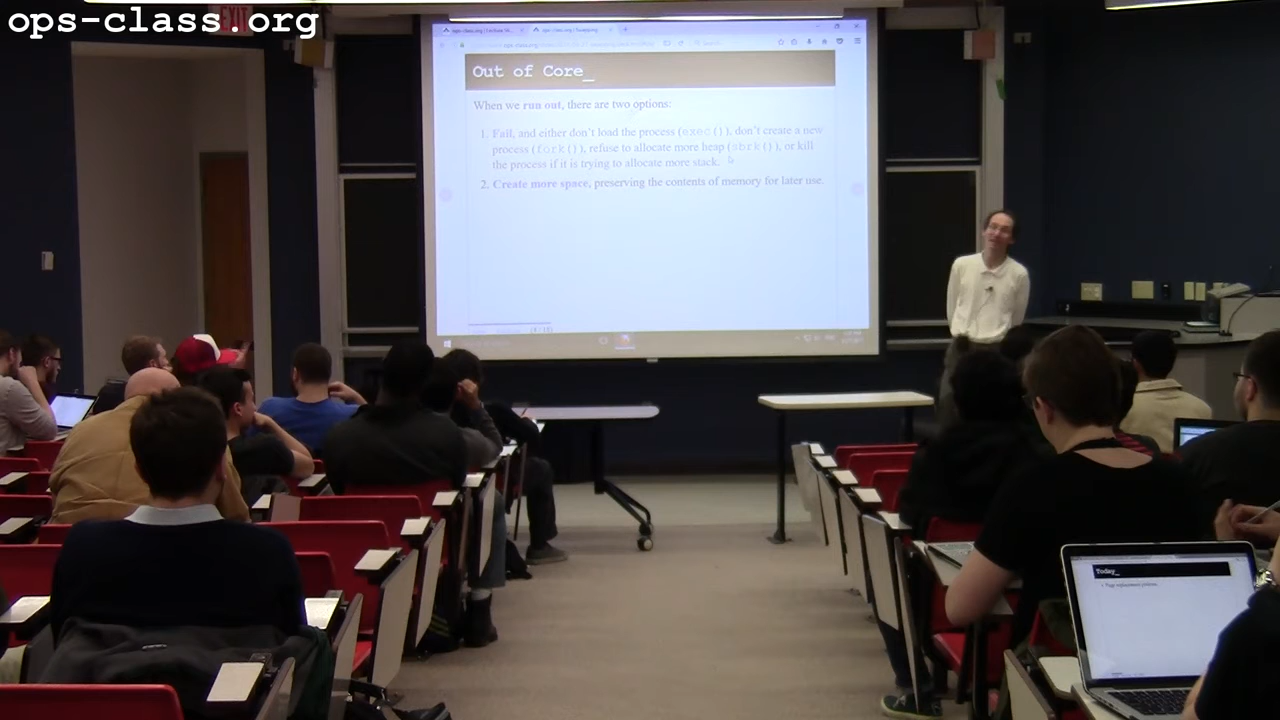 ops-class.org
EXIT
Out of Core_
When we run out, there are two options:
1. Fail, and either don't load the process (exec()), don't create a new
process (fork()), refuse to allocate more heap (sbrk()), or kill
the process if it is trying to allocate more stack.
2. Create more space, preserving the contents of memory for later use.
Today_